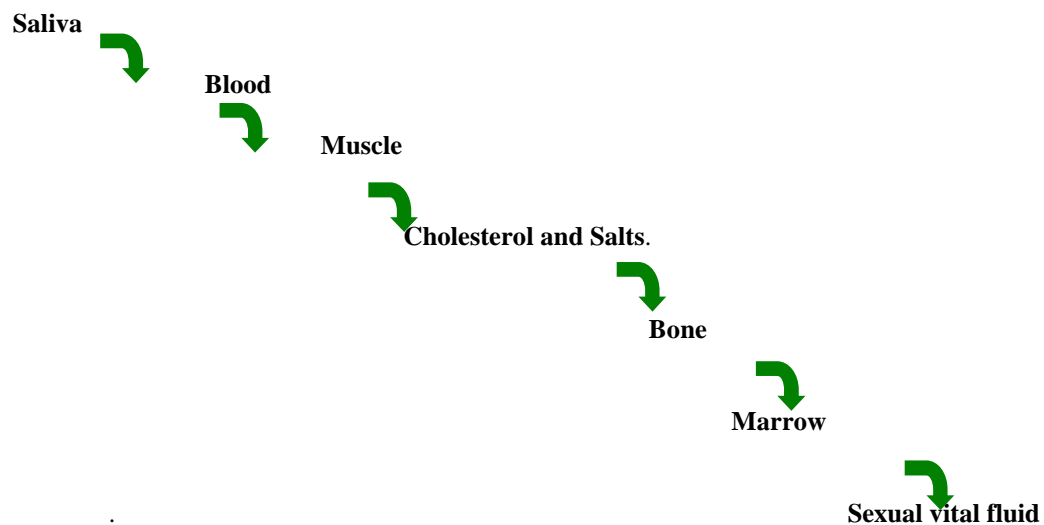 Saliva
Blood
Muscle
Cholesterol and Salts.
Bone
Marrow
. Sexual vital fluid